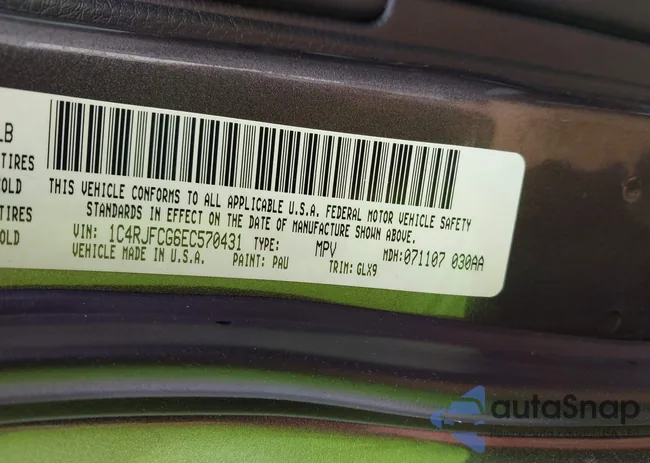 LB
TIRES
OLD
TIRES
OLD
THIS VEHICLE CONFORMS TO ALL APPLICABLE U.S.A. FEDERAL MOTOR VEHICLE SAFETY
STANDARDS IN EFFECT ON THE DATE OF MANUFACTURE SHOWN ABOVE.
VIN: 1C4RJFCG6EC570431 TYPE: MPV MDH:071107 030AA
VEHICLE MADE IN U.S.A. PAINT: PAU TRIM: GLX9
autaSnap